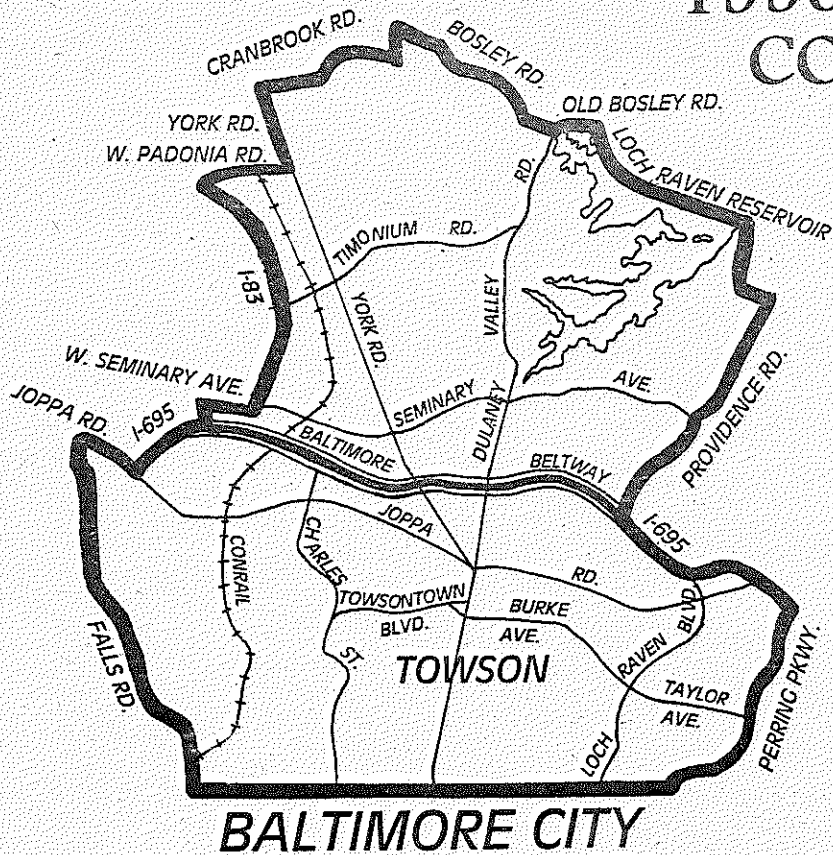 CRANBROOK RD.
BOSLEY RD.
YORK RD.
OLD BOSLEY RD.
W. PADONIA RD.
LOCH RAVEN RESERVOIR
TIMONIUM RD.
DULANEY VALLEY RD.
I-83
YORK RD.
W. SEMINARY AVE.
SEMINARY AVE.
JOPPA RD.
I-695
BALTIMORE BELTWAY
PROVIDENCE RD.
JOPPA RD.
I-695
CONRAIL
CHARLES ST.
TOWSONTOWN
BLVD.
BURKE
AVE.
LOCH RAVEN BLVD.
FALLS RD.
TOWSON
TAYLOR
AVE.
PERRING PKWY.
BALTIMORE CITY